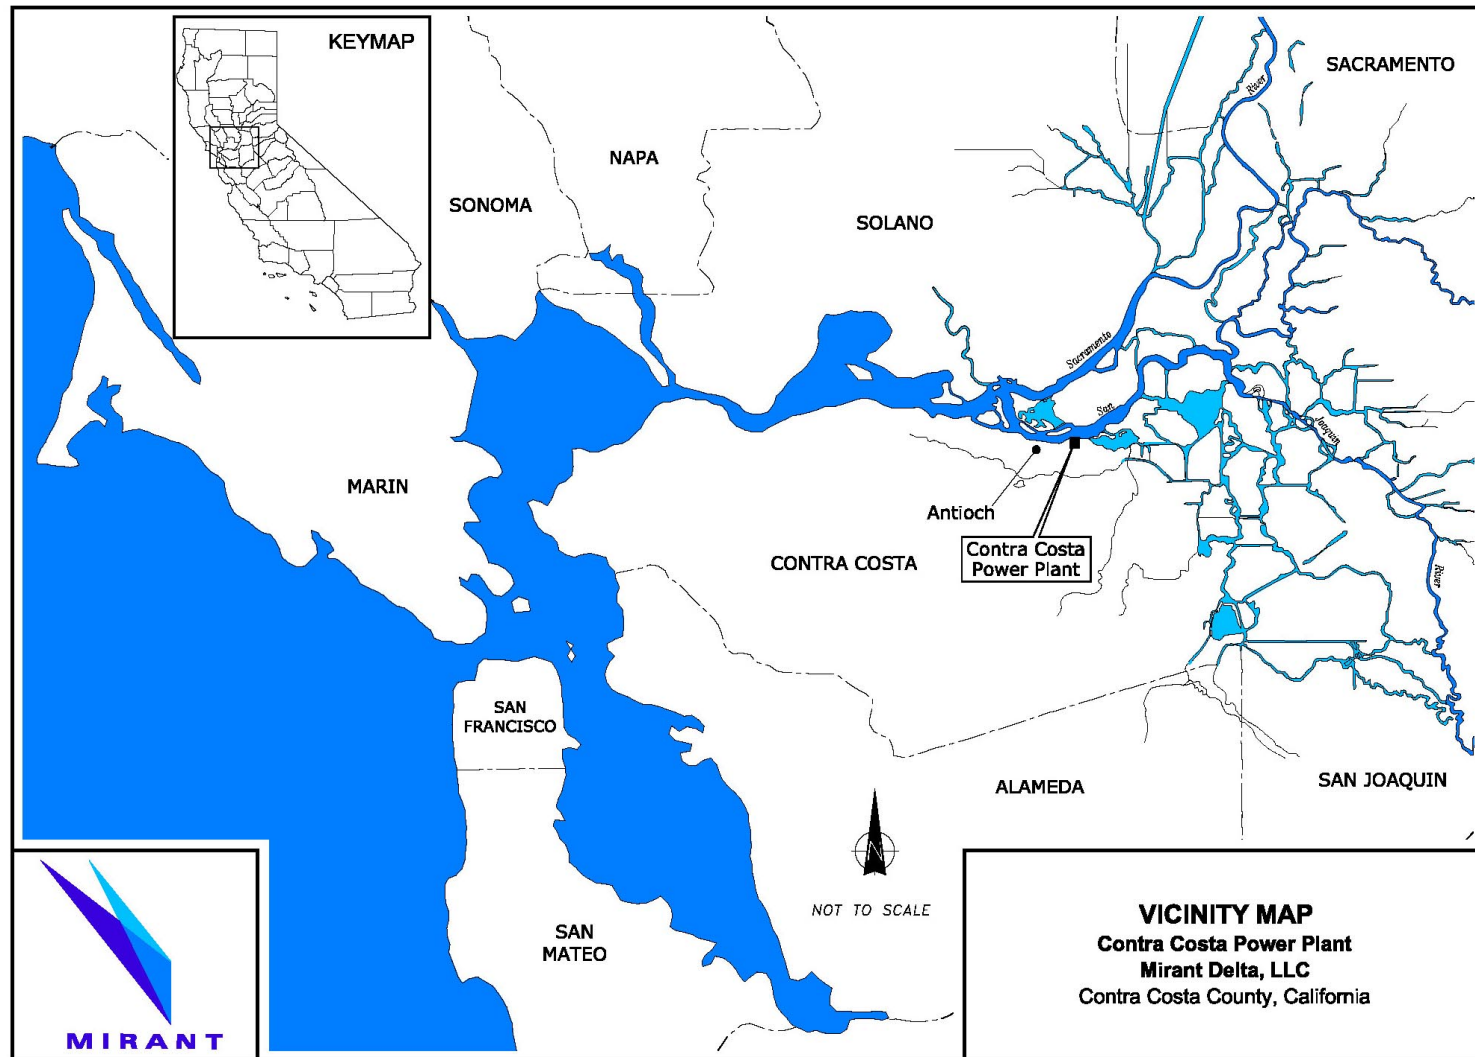 KEYMAP
SACRAMENTO
River
NAPA
SONOMA
SOLANO
Sacramento
San
Joaquin
MARIN
Antioch
Contra Costa
Power Plant
CONTRA COSTA
River
SAN
FRANCISCO
ALAMEDA
SAN JOAQUIN
N
NOT TO SCALE
SAN
MATEO
MIRANT
VICINITY MAP
Contra Costa Power Plant
Mirant Delta, LLC
Contra Costa County, California